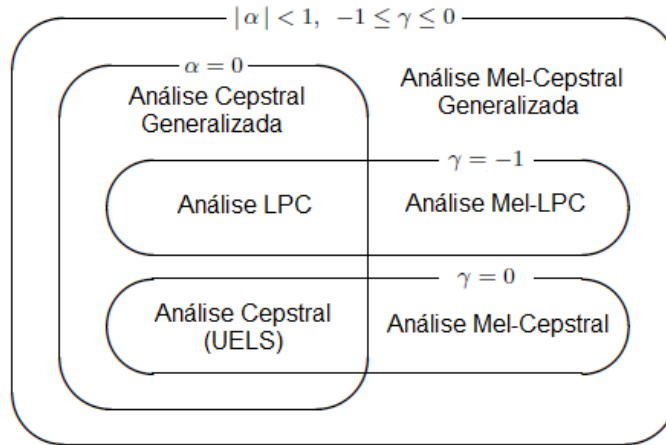 | α | < 1, −1 ≤ γ ≤ 0
α = 0
Análise Cepstral
Generalizada
Análise Mel-Cepstral
Generalizada
γ = −1
Análise LPC
Análise Mel-LPC
γ = 0
Análise Cepstral
(UELS)
Análise Mel-Cepstral